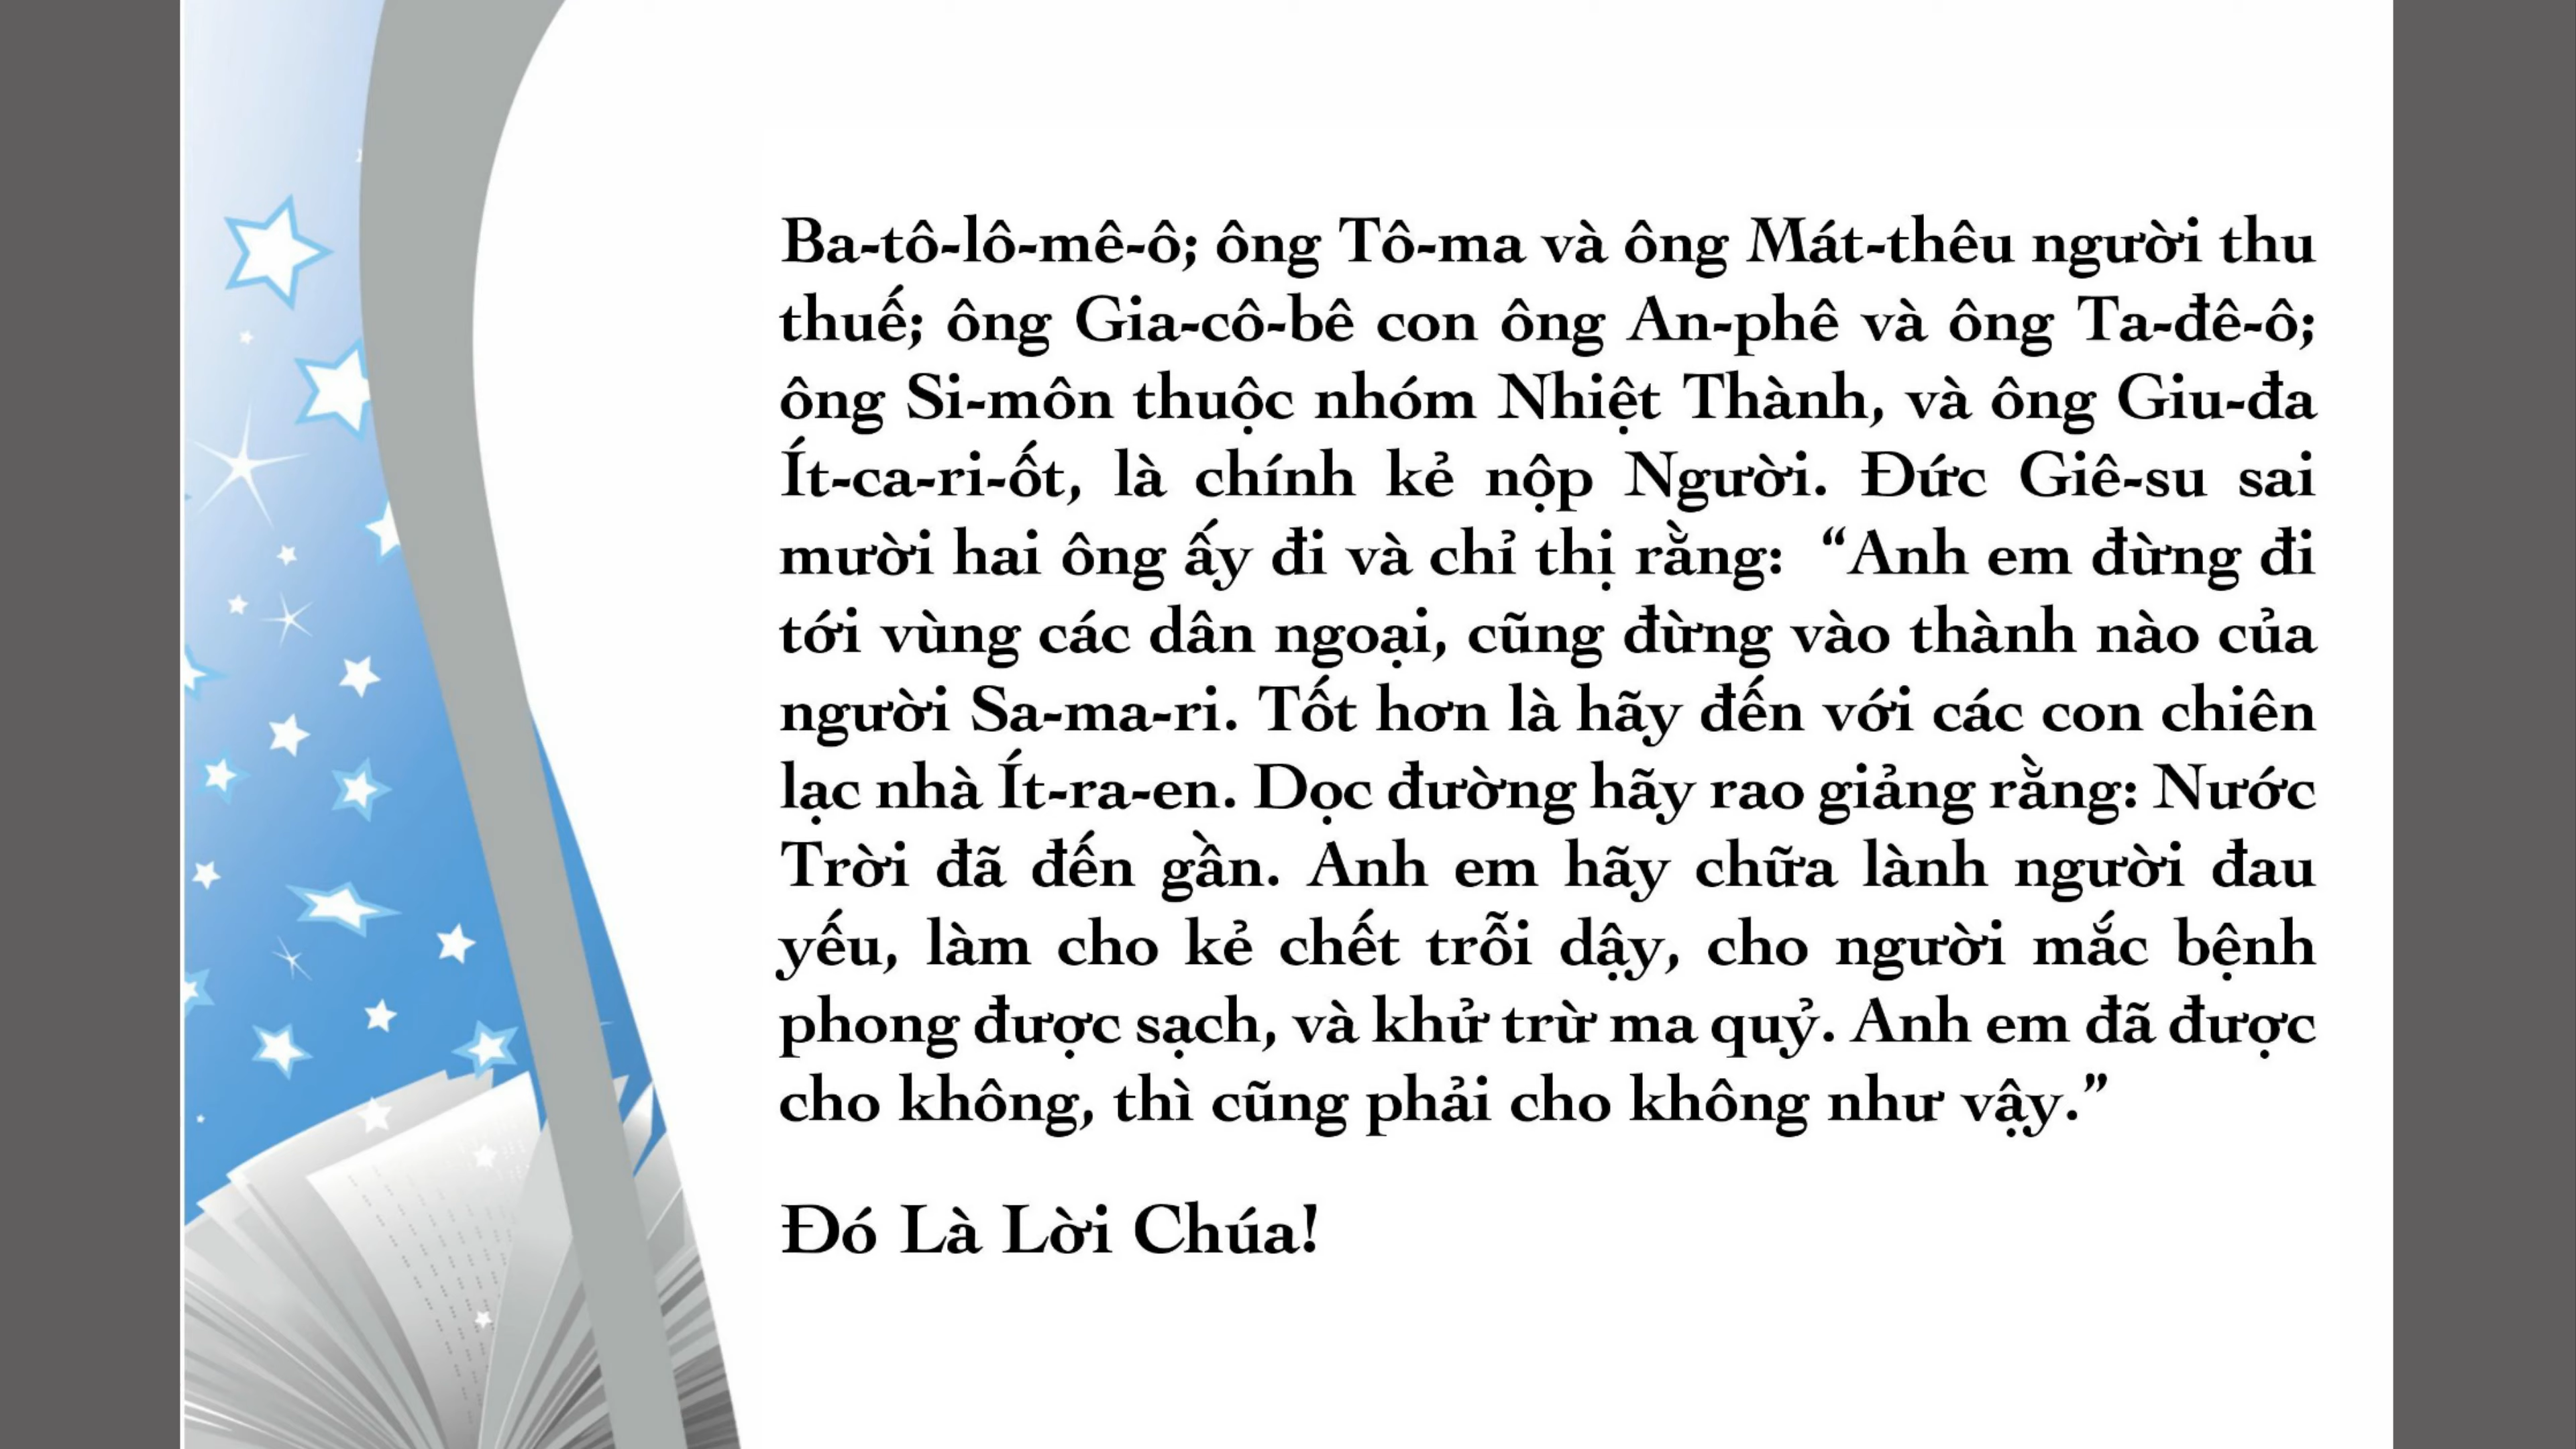 Ba-tô-lô-mê-ô; ông Tô-ma và ông Mát-thêu người thu
thuế; ông Gia-cô-bê con ông An-phê và ông Ta-đê-ô;
ông Si-môn thuộc nhóm Nhiệt Thành, và ông Giu-đa
Ít-ca-ri-ốt, là chính kẻ nộp Người. Đức Giê-su sai
mười hai ông ấy đi và chỉ thị rằng: “Anh em đừng đi
tới vùng các dân ngoại, cũng đừng vào thành nào của
người Sa-ma-ri. Tốt hơn là hãy đến với các con chiên
lạc nhà Ít-ra-en. Dọc đường hãy rao giảng rằng: Nước
Trời đã đến gần. Anh em hãy chữa lành người đau
yếu, làm cho kẻ chết trỗi dậy, cho người mắc bệnh
phong được sạch, và khử trừ ma quỷ. Anh em đã được
cho không, thì cũng phải cho không như vậy.”
Đó Là Lời Chúa!